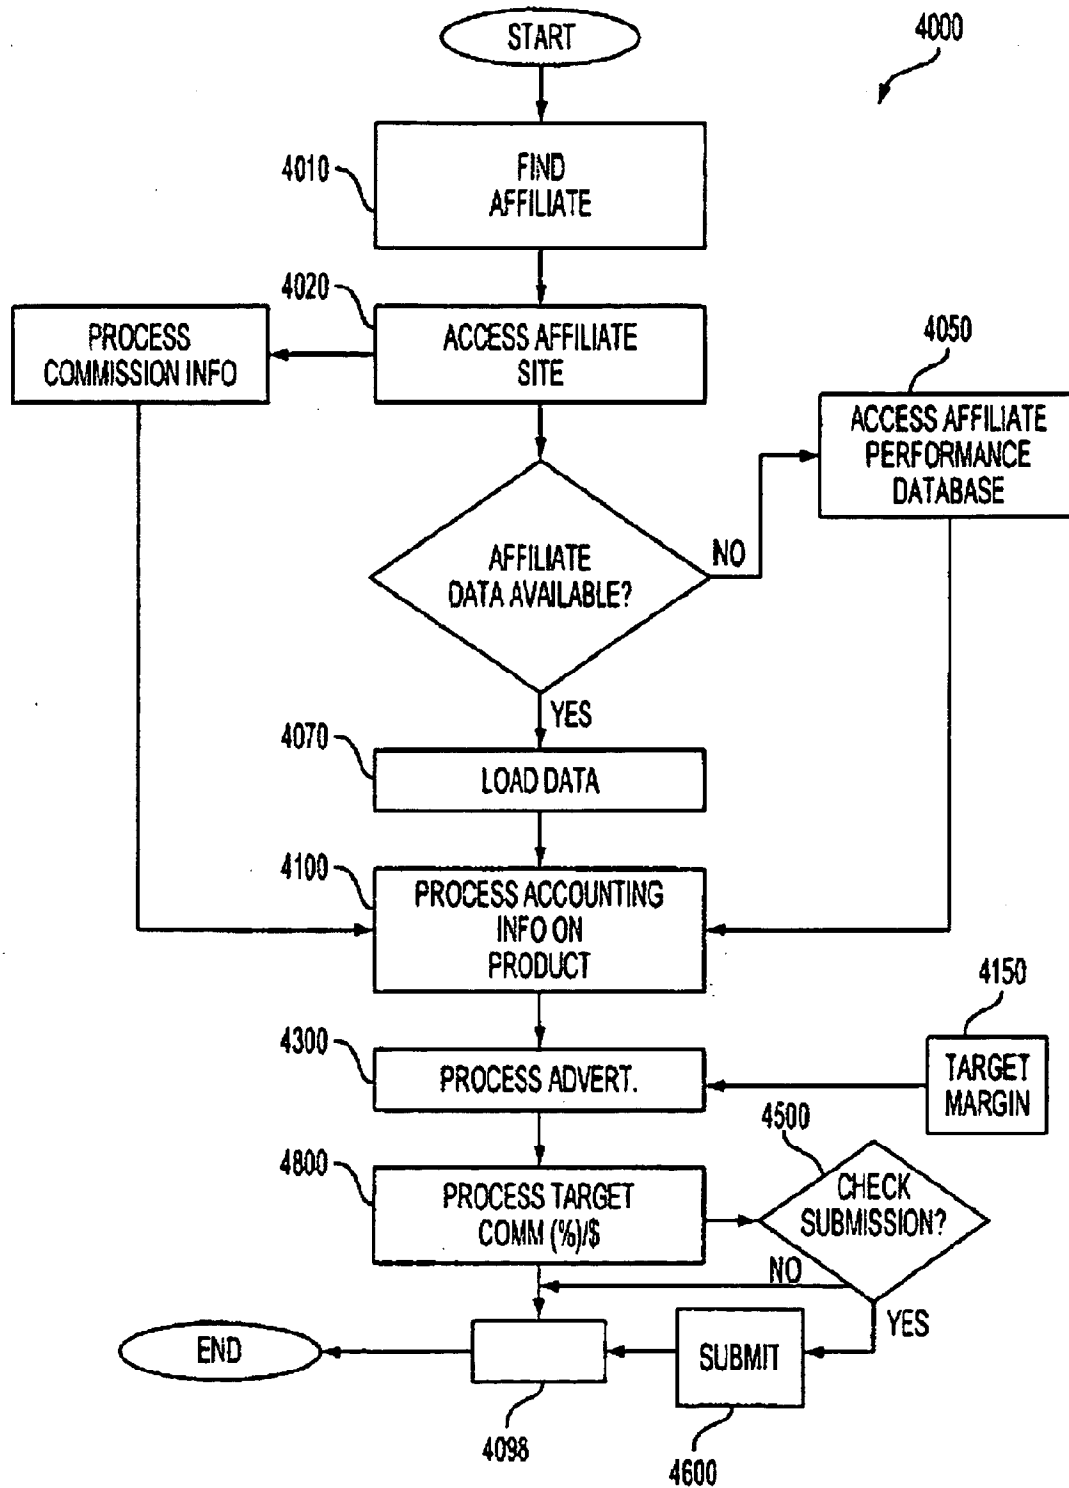 START
4000
4010
FIND
AFFILIATE
4020
PROCESS
COMMISSION INFO
ACCESS AFFILIATE
SITE
4050
ACCESS AFFILIATE
PERFORMANCE
DATABASE
AFFILIATE
DATA AVAILABLE?
NO
YES
4070
LOAD DATA
4100
PROCESS ACCOUNTING
INFO ON
PRODUCT
4150
TARGET
MARGIN
4300
PROCESS ADVERT.
4500
CHECK
SUBMISSION?
4800
PROCESS TARGET
COMM (%)/$
NO
YES
END
SUBMIT
4098
4600